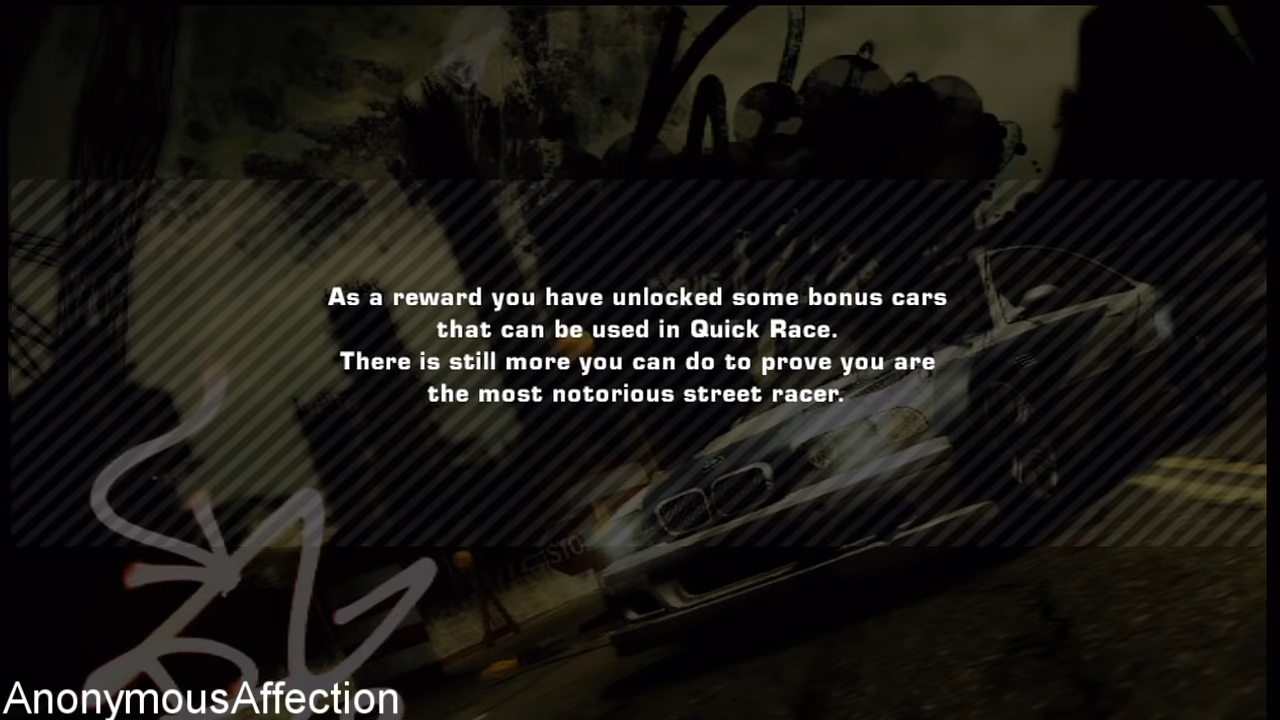 As a reward you have unlocked some bonus cars
that can be used in Quick Race.
There is still more you can do to prove you are
the most notorious street racer.
STO
AnonymousAffection